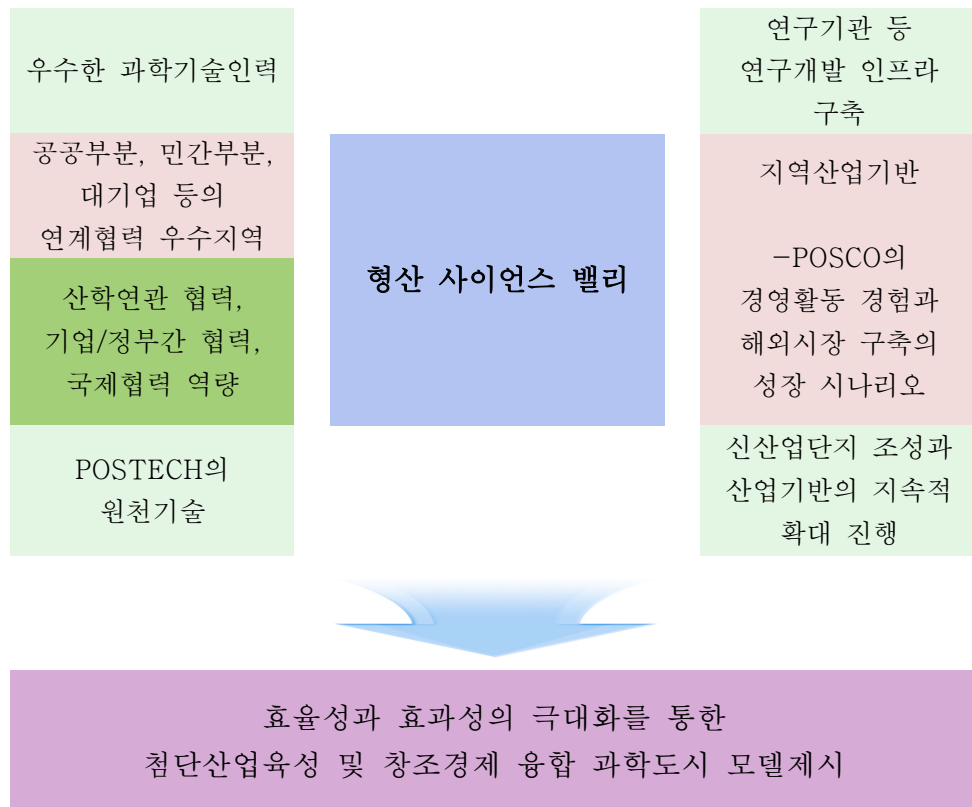 우수한 과학기술인력
공공부분, 민간부분,
대기업 등의
연계협력 우수지역
산학연관 협력,
기업/정부간 협력,
국제협력 역량
POSTECH의
원천기술
형산 사이언스 밸리
연구기관 등
연구개발 인프라
구축
지역산업기반
-POSCO의
경영활동 경험과
해외시장 구축의
성장 시나리오
신산업단지 조성과
산업기반의 지속적
확대 진행
효율성과 효과성의 극대화를 통한
첨단산업육성 및 창조경제 융합 과학도시 모델제시